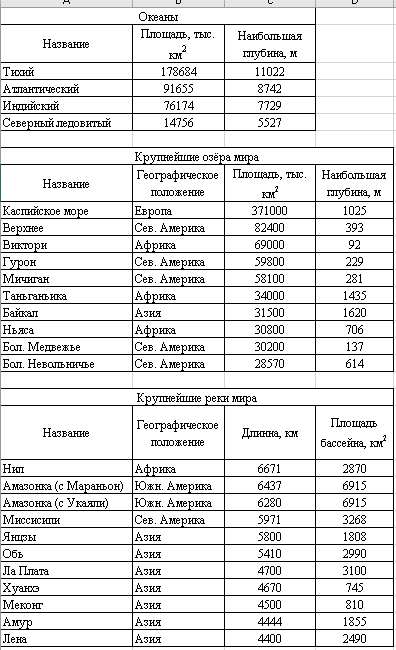 A B C D
Океаны
Название Площадь, тыс. км² Наибольшая глубина, м
Тихий 178684 11022
Атлантический 91655 8742
Индийский 76174 7729
Северный ледовитый 14756 5527
Крупнейшие озёра мира
Название Географическое положение Площадь, тыс. км² Наибольшая глубина, м
Каспийское море Европа 371000 1025
Верхнее Сев. Америка 82400 393
Виктори Африка 69000 92
Гурон Сев. Америка 59800 229
Мичиган Сев. Америка 58100 281
Таньганьика Африка 34000 1435
Байкал Азия 31500 1620
Ньяса Африка 30800 706
Бол. Медвежье Сев. Америка 30200 137
Бол. Невольничье Сев. Америка 28570 614
Крупнейшие реки мира
Название Географическое положение Длинна, км Площадь бассейна, км²
Нил Африка 6671 2870
Амазонка (с Мараньон) Южн. Америка 6437 6915
Амазонка (с Укаяли) Южн. Америка 6280 6915
Миссисипи Сев. Америка 5971 3268
Янцзы Азия 5800 1808
Обь Азия 5410 2990
Ла Плата Азия 4700 3100
Хуанхэ Азия 4670 745
Меконг Азия 4500 810
Амур Азия 4444 1855
Лена Азия 4400 2490